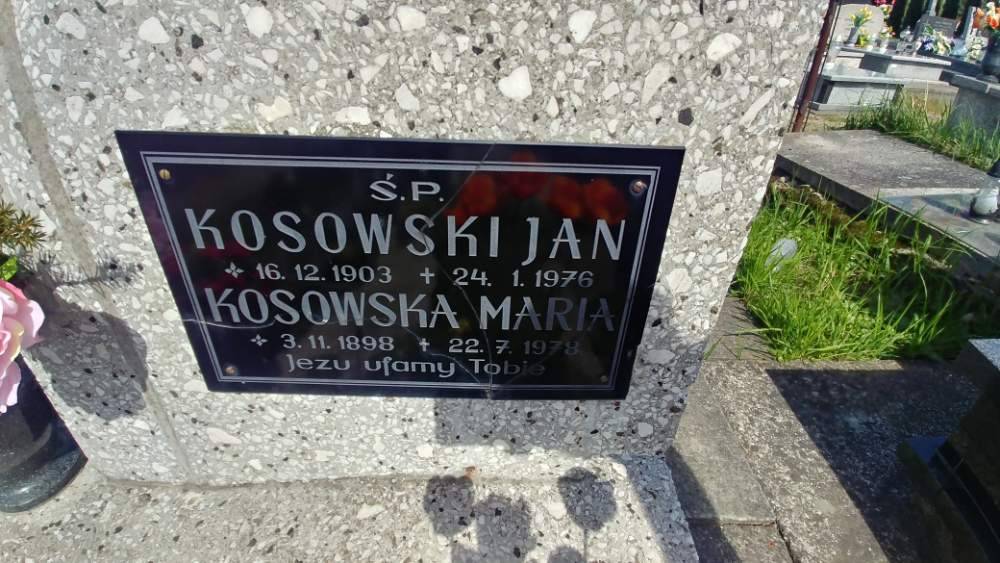 Ś.P.
KOSOWSKI JAN
✧ 16. 12. 1903 + 24. 1. 1976
KOSOWSKA MARIA
✧ 3. 11. 1898 + 22. 7. 1978
Jezu ufamy Tobie